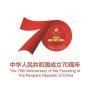 70
中华人民共和国成立70周年
The 70th Anniversary of the Founding of
The People's Republic of China